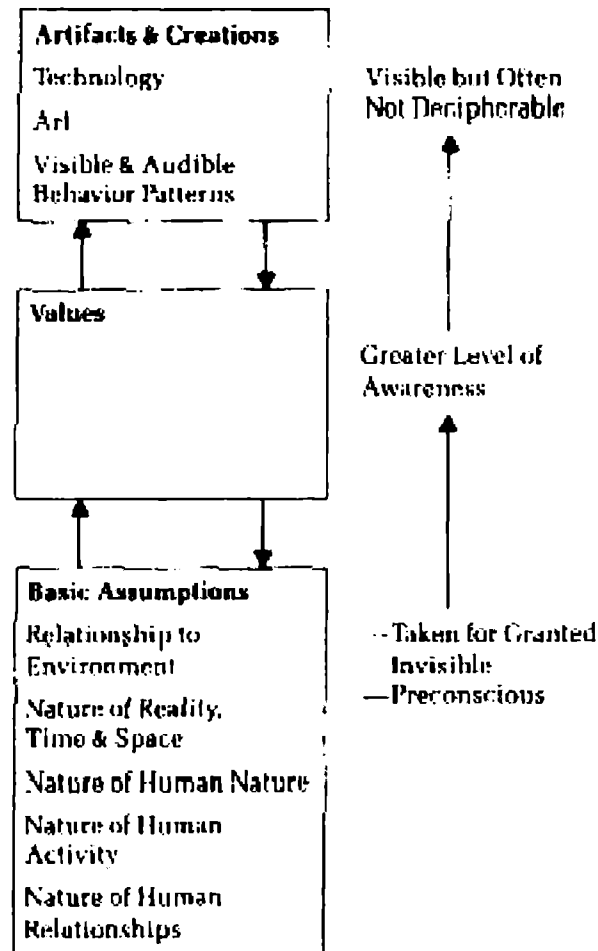 Artifacts & Creations
Technology
Art
Visible & Audible
Behavior Patterns
Visible but Often
Not Decipherable
Values
Greater Level of
Awareness
Basic Assumptions
Relationship to
Environment
Nature of Reality,
Time & Space
Nature of Human Nature
Nature of Human
Activity
Nature of Human
Relationships
--Taken for Granted
Invisible
—Preconscious